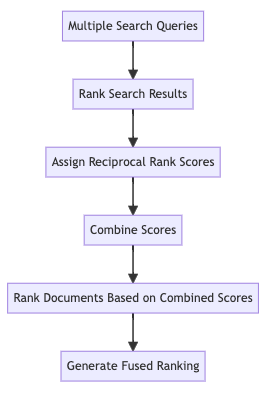 Multiple Search Queries
Rank Search Results
Assign Reciprocal Rank Scores
Combine Scores
Rank Documents Based on Combined Scores
Generate Fused Ranking